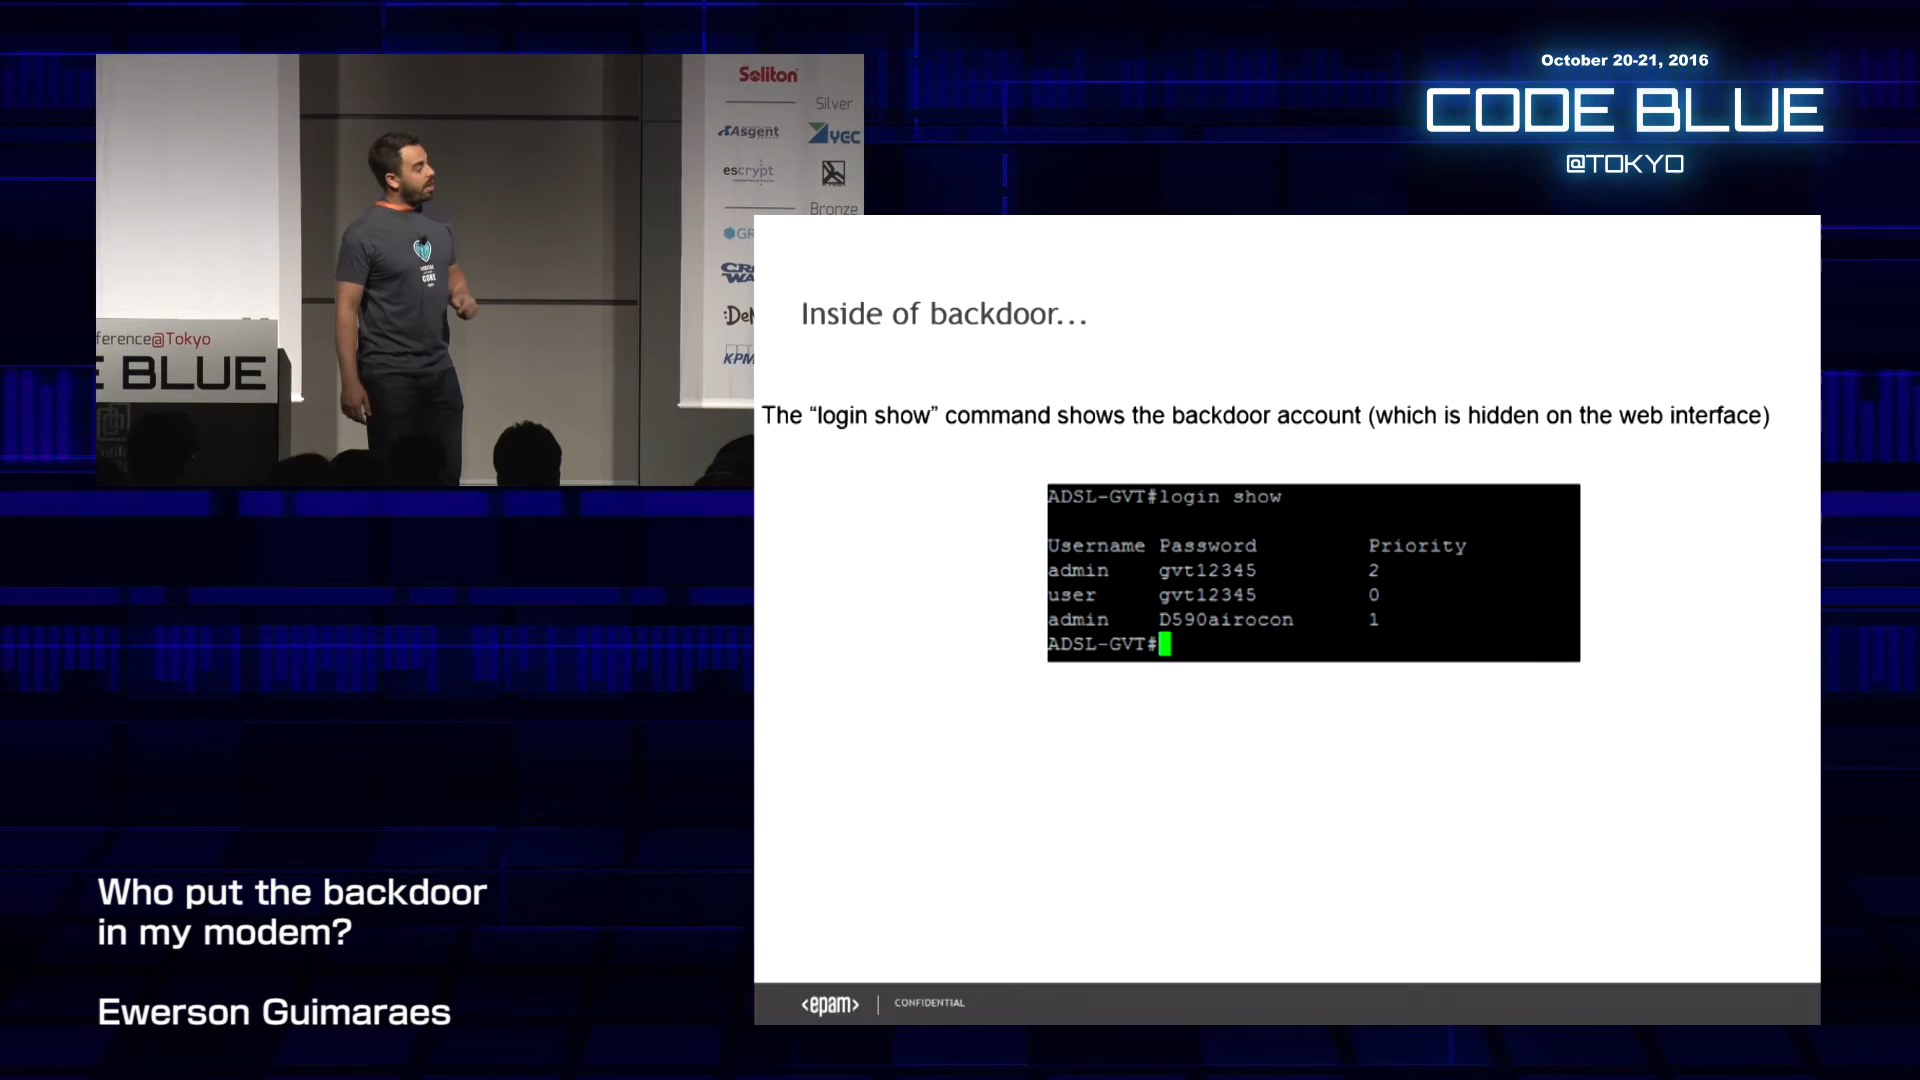 October 20-21, 2016
CODE BLUE
@TOKYO
Soliton
Silver
Asgent
YEC
escrypt
Bronze
KPM
ference@Tokyo
E BLUE
Inside of backdoor...
The “login show” command shows the backdoor account (which is hidden on the web interface)
ADSL-GVT#login show
Username Password Priority
admin gvt12345 2
user gvt12345 0
admin D590airocon 1
ADSL-GVT#
Who put the backdoor
in my modem?
Ewerson Guimaraes
<epam> | CONFIDENTIAL